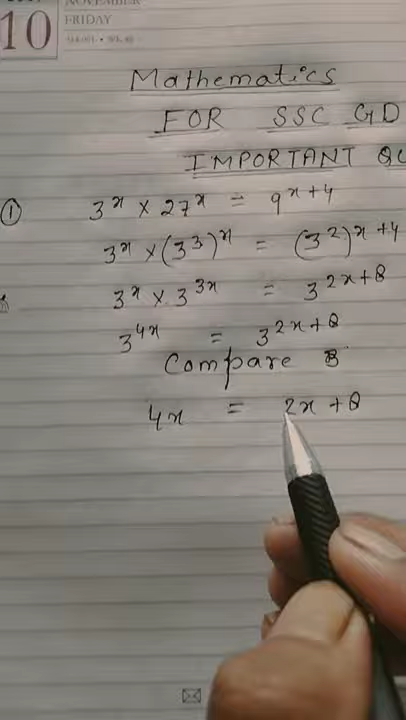 NOVEMBER
10 FRIDAY
Mathematics
FOR SSC GD
IMPORTANT QU
① 3^x × 27^x = 9^x+4
3^x × (3^3)^x = (3^2)^x+4
3^x × 3^3x = 3^2x+8
3^4x = 3^2x+8
Compare
4x = 2x+8